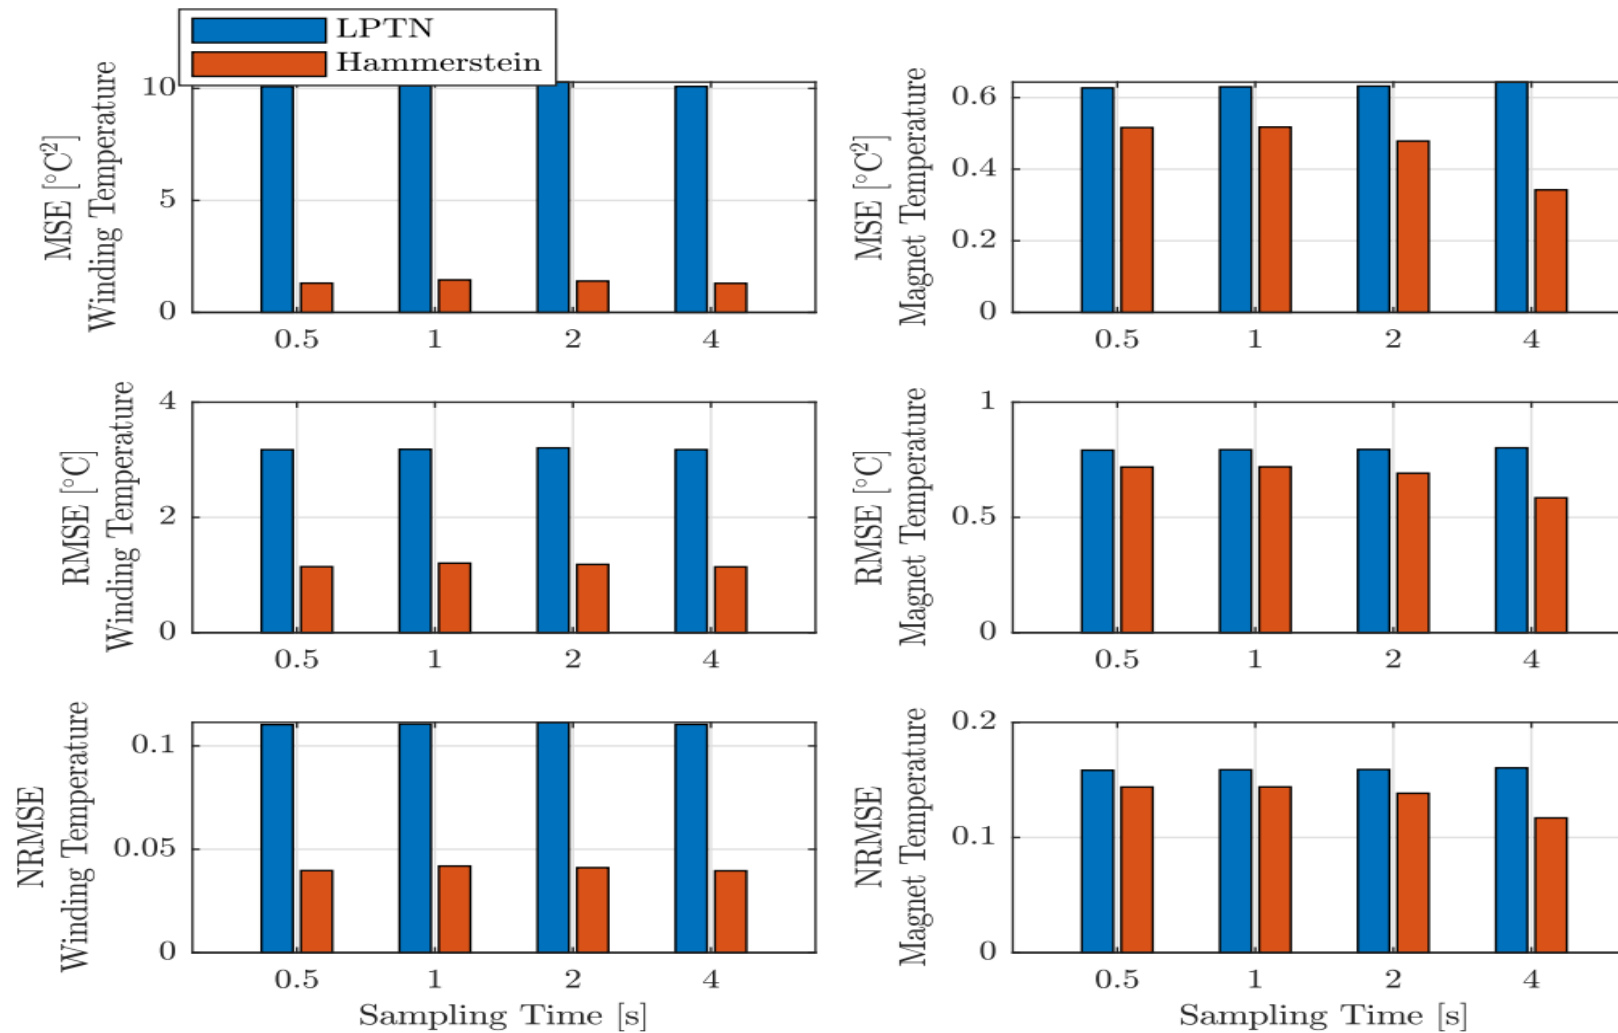 LPTN
Hammerstein
MSE [°C²]
Winding Temperature
10
5
0
0.5 1 2 4
MSE [°C²]
Magnet Temperature
0.6
0.4
0.2
0
0.5 1 2 4
RMSE [°C]
Winding Temperature
4
2
0
0.5 1 2 4
RMSE [°C]
Magnet Temperature
1
0.5
0
0.5 1 2 4
NRMSE
Winding Temperature
0.1
0.05
0
0.5 1 2 4
Sampling Time [s]
NRMSE
Magnet Temperature
0.2
0.1
0
0.5 1 2 4
Sampling Time [s]